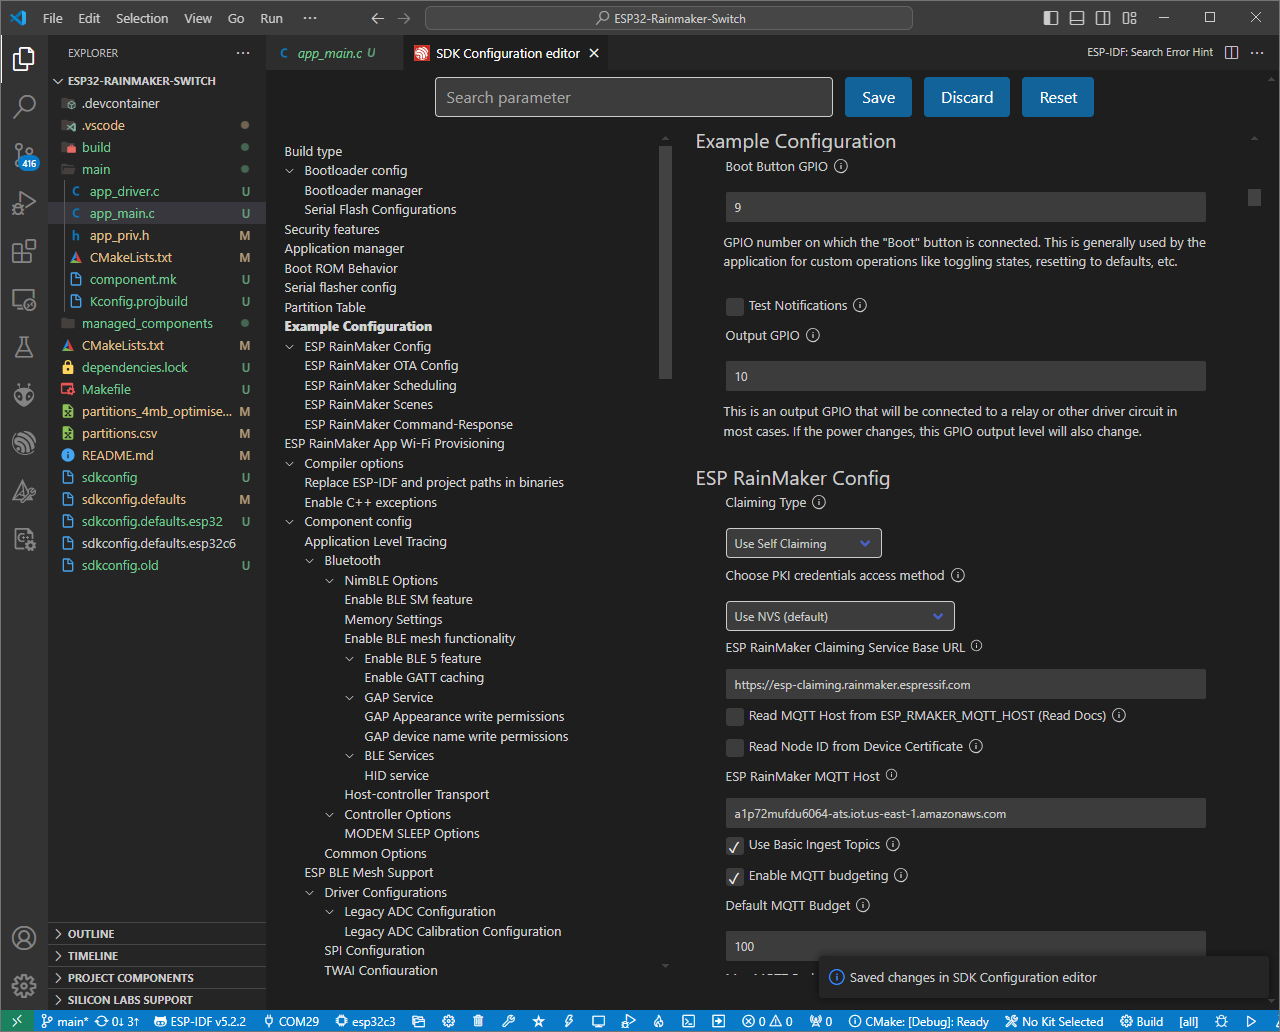 File Edit Selection View Go Run ···
ESP32-Rainmaker-Switch
EXPLORER
ESP32-RAINMAKER-SWITCH
.devcontainer
.vscode
build
main
C app_driver.c U
C app_main.c U
h app_priv.h M
CMakeLists.txt M
component.mk U
Kconfig.projbuild U
managed_components
CMakeLists.txt M
dependencies.lock U
Makefile U
partitions_4mb_optimise... M
partitions.csv M
README.md M
sdkconfig U
sdkconfig.defaults M
sdkconfig.defaults.esp32 U
sdkconfig.defaults.esp32c6
sdkconfig.old U
416
OUTLINE
TIMELINE
PROJECT COMPONENTS
SILICON LABS SUPPORT
C app_main.c U
SDK Configuration editor
ESP-IDF: Search Error Hint
Search parameter
Save
Discard
Reset
Build type
Bootloader config
Bootloader manager
Serial Flash Configurations
Security features
Application manager
Boot ROM Behavior
Serial flasher config
Partition Table
Example Configuration
ESP RainMaker Config
ESP RainMaker OTA Config
ESP RainMaker Scheduling
ESP RainMaker Scenes
ESP RainMaker Command-Response
ESP RainMaker App Wi-Fi Provisioning
Compiler options
Replace ESP-IDF and project paths in binaries
Enable C++ exceptions
Component config
Application Level Tracing
Bluetooth
NimBLE Options
Enable BLE SM feature
Memory Settings
Enable BLE mesh functionality
Enable BLE 5 feature
Enable GATT caching
GAP Service
GAP Appearance write permissions
GAP device name write permissions
BLE Services
HID service
Host-controller Transport
Controller Options
MODEM SLEEP Options
Common Options
ESP BLE Mesh Support
Driver Configurations
Legacy ADC Configuration
Legacy ADC Calibration Configuration
SPI Configuration
TWAI Configuration
Example Configuration
Boot Button GPIO
9
GPIO number on which the "Boot" button is connected. This is generally used by the
application for custom operations like toggling states, resetting to defaults, etc.
Test Notifications
Output GPIO
10
This is an output GPIO that will be connected to a relay or other driver circuit in
most cases. If the power changes, this GPIO output level will also change.
ESP RainMaker Config
Claiming Type
Use Self Claiming
Choose PKI credentials access method
Use NVS (default)
ESP RainMaker Claiming Service Base URL
https://esp-claiming.rainmaker.espressif.com
Read MQTT Host from ESP_RMAKER_MQTT_HOST (Read Docs)
Read Node ID from Device Certificate
ESP RainMaker MQTT Host
a1p72mufdu6064-ats.iot.us-east-1.amazonaws.com
Use Basic Ingest Topics
Enable MQTT budgeting
Default MQTT Budget
100
Saved changes in SDK Configuration editor
main* 0↓ 3↑ ESP-IDF v5.2.2 COM29 esp32c3 0 0 0 CMake: [Debug]: Ready No Kit Selected Build [all]